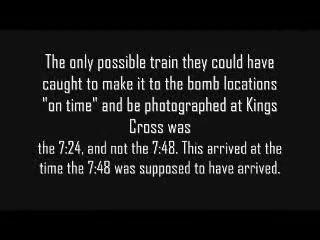 The only possible train they could have
caught to make it to the bomb locations
"on time" and be photographed at Kings
Cross was
the 7:24, and not the 7:48. This arrived at the
time the 7:48 was supposed to have arrived.